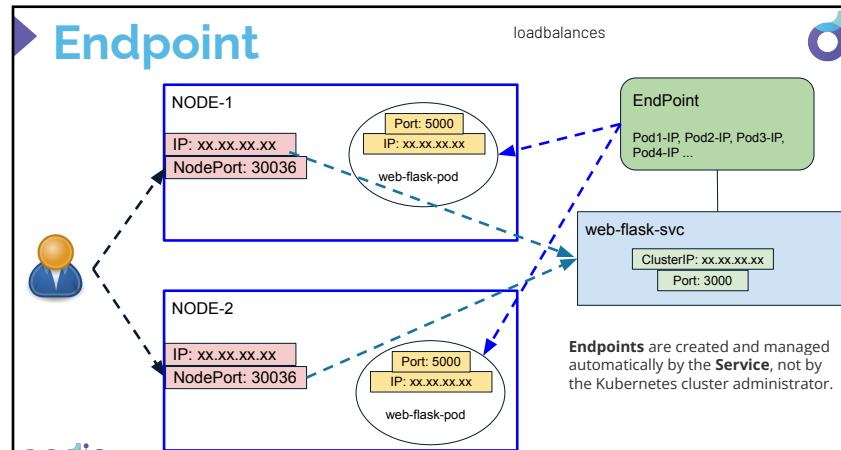 Endpoint
loadbalances
NODE-1
Port: 5000
IP: xx.xx.xx.xx
web-flask-pod
IP: xx.xx.xx.xx
NodePort: 30036
EndPoint
Pod1-IP, Pod2-IP, Pod3-IP,
Pod4-IP ...
web-flask-svc
ClusterIP: xx.xx.xx.xx
Port: 3000
NODE-2
IP: xx.xx.xx.xx
NodePort: 30036
Port: 5000
IP: xx.xx.xx.xx
web-flask-pod
Endpoints are created and managed
automatically by the Service, not by
the Kubernetes cluster administrator.